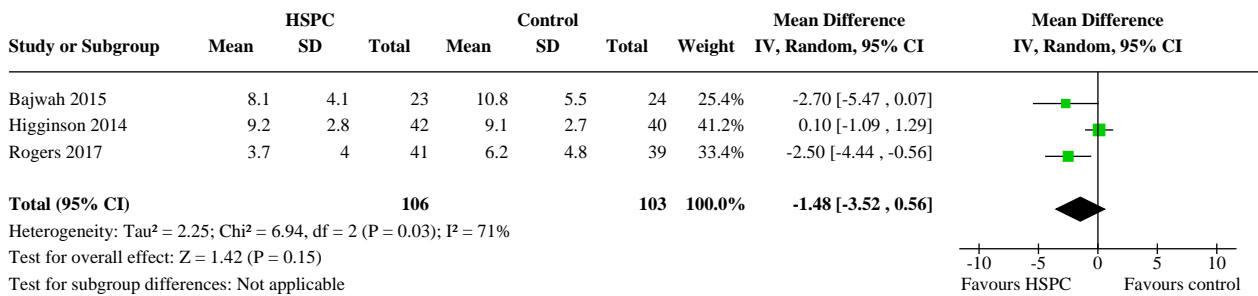 HSPC Control Mean Difference Mean Difference
Study or Subgroup Mean SD Total Mean SD Total Weight IV, Random, 95% CI IV, Random, 95% CI
Bajwah 2015 8.1 4.1 23 10.8 5.5 24 25.4% -2.70 [-5.47 , 0.07]
Higginson 2014 9.2 2.8 42 9.1 2.7 40 41.2% 0.10 [-1.09 , 1.29]
Rogers 2017 3.7 4 41 6.2 4.8 39 33.4% -2.50 [-4.44 , -0.56]
Total (95% CI) 106 103 100.0% -1.48 [-3.52 , 0.56]
Heterogeneity: Tau² = 2.25; Chi² = 6.94, df = 2 (P = 0.03); I² = 71%
Test for overall effect: Z = 1.42 (P = 0.15) -10 -5 0 5 10
Test for subgroup differences: Not applicable Favours HSPC Favours control